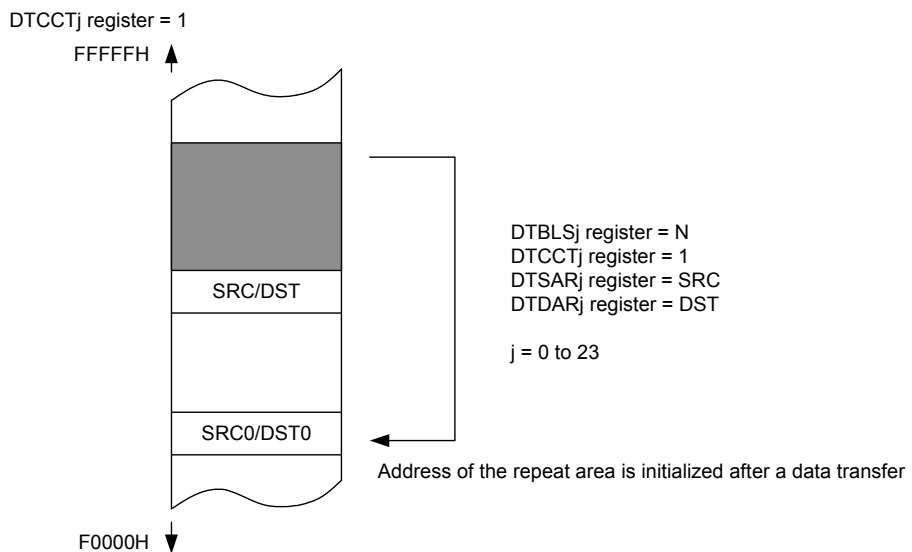 DTCCTj register = 1
FFFFFH
SRC/DST
SRC0/DST0
F0000H
DTBLSj register = N
DTCCTj register = 1
DTSARj register = SRC
DTDARj register = DST
j = 0 to 23
Address of the repeat area is initialized after a data transfer